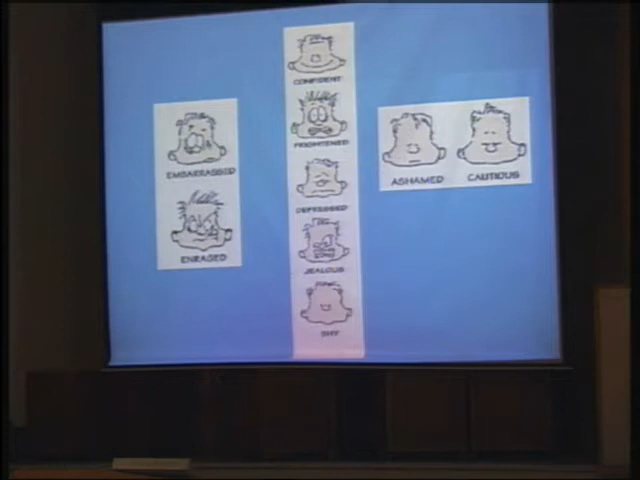 EMBARRASSED
ENRAGED
CONFIDENT
FRIGHTENED
DEPRESSED
JEALOUS
SHY
ASHAMED
CAUTIOUS